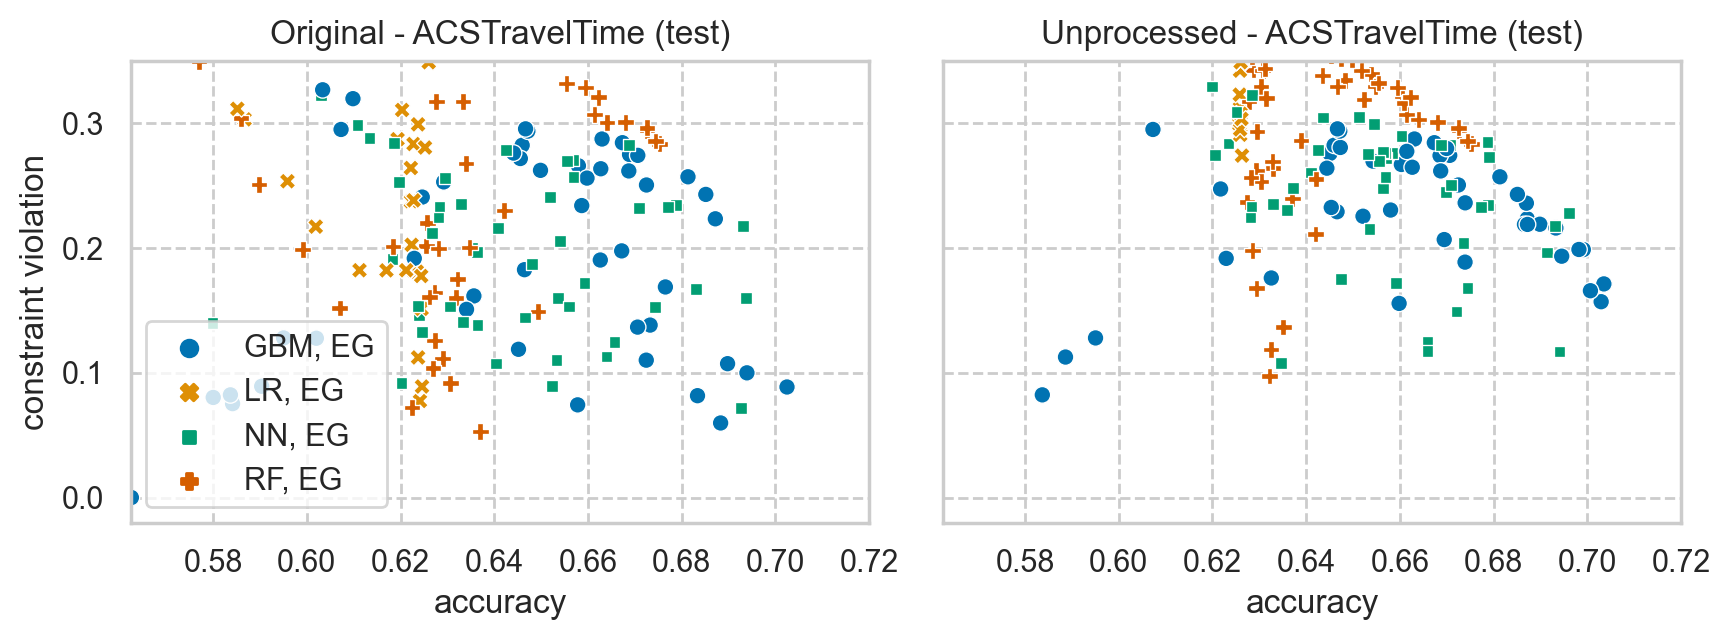 Original - ACSTravelTime (test)
Unprocessed - ACSTravelTime (test)
constraint violation
0.3
0.2
0.1
0.0
GBM, EG
LR, EG
NN, EG
RF, EG
0.58 0.60 0.62 0.64 0.66 0.68 0.70 0.72
0.58 0.60 0.62 0.64 0.66 0.68 0.70 0.72
accuracy
accuracy